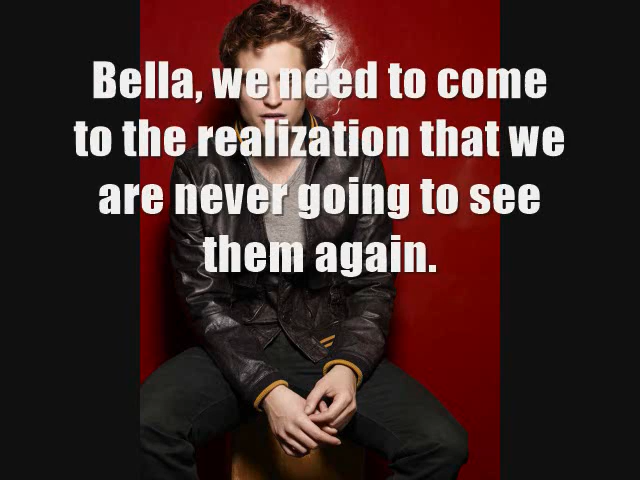 Bella, we need to come
to the realization that we
are never going to see
them again.